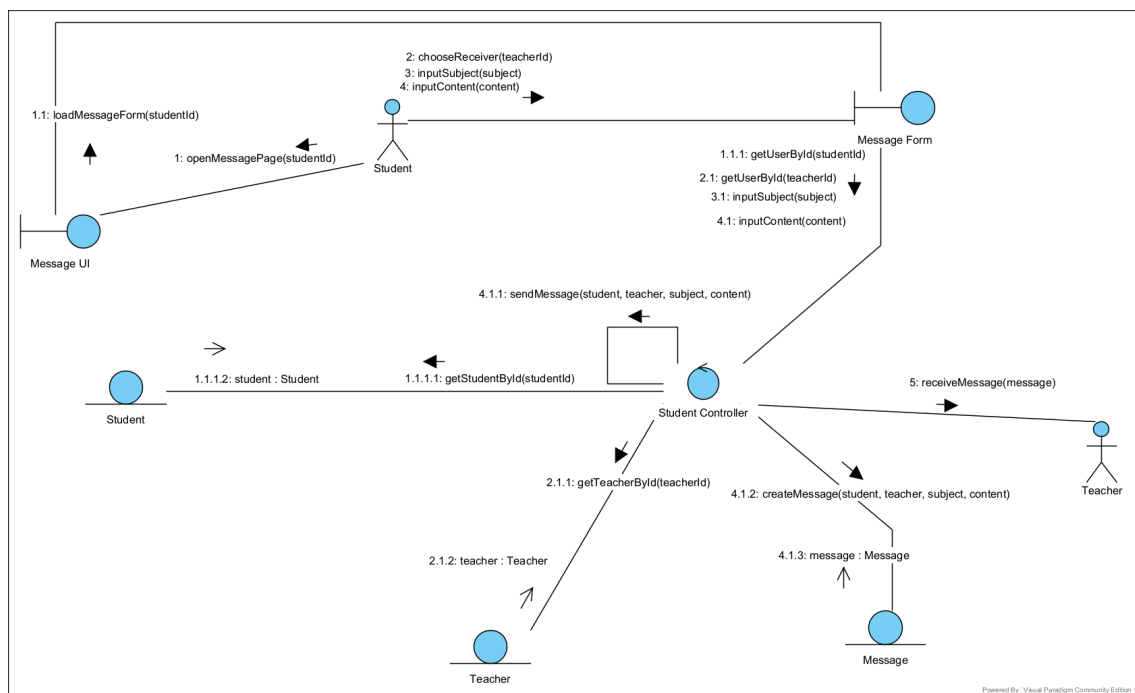 2: chooseReceiver(teacherId)
3: inputSubject(subject)
4: inputContent(content)
1.1: loadMessageForm(studentId)
Message Form
1: openMessagePage(studentId)
Student
1.1.1: getUserById(studentId)
2.1: getUserById(teacherId)
3.1: inputSubject(subject)
4.1: inputContent(content)
Message UI
4.1.1: sendMessage(student, teacher, subject, content)
1.1.1.2: student : Student
1.1.1.1: getStudentById(studentId)
5: receiveMessage(message)
Student
Student Controller
2.1.1: getTeacherById(teacherId)
4.1.2: createMessage(student, teacher, subject, content)
Teacher
2.1.2: teacher : Teacher
4.1.3: message : Message
Teacher
Message
Powered By: Visual Paradigm Community Edition